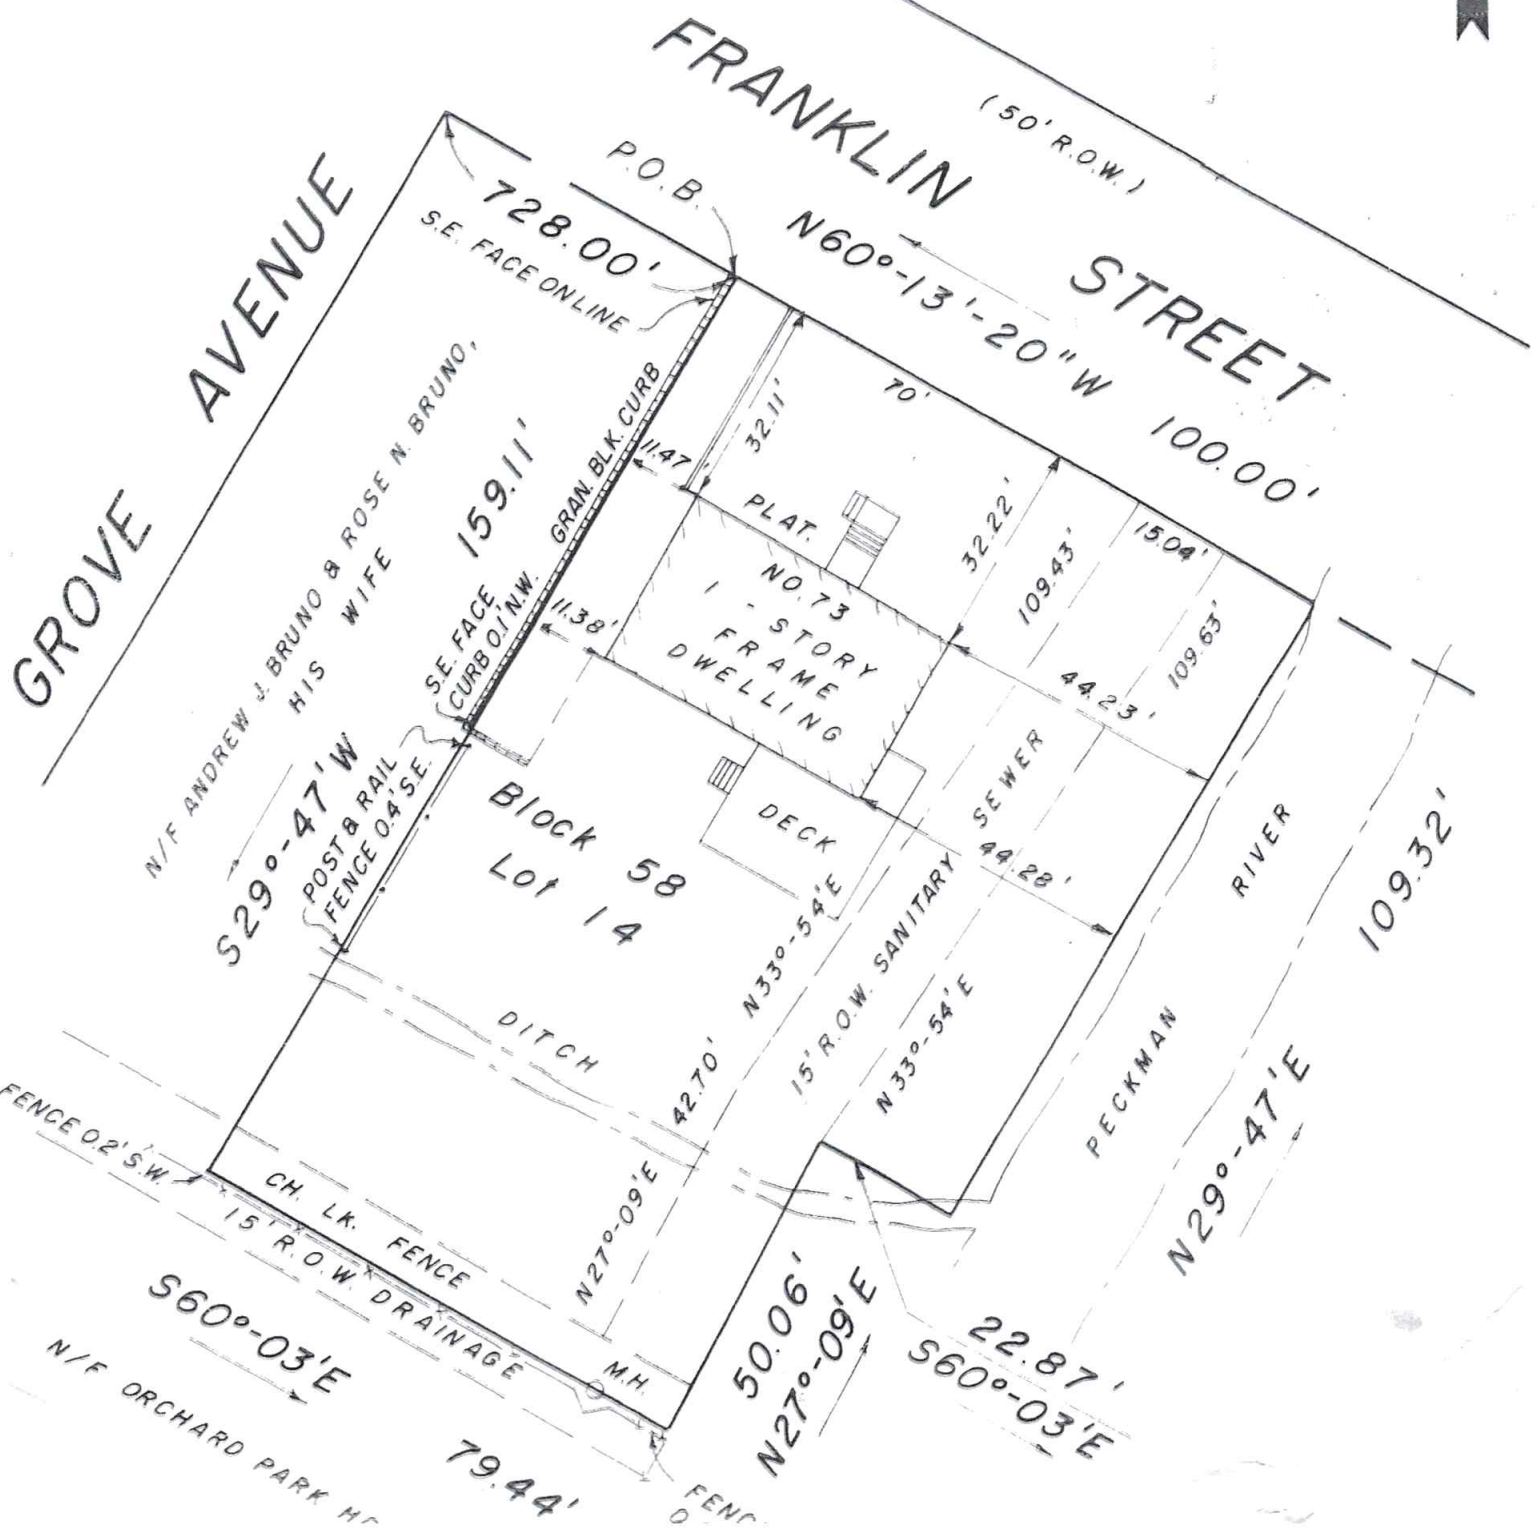 FRANKLIN STREET
(50' R.O.W.)
N60°-13'-20"W 100.00'
P.O.B.
728.00'
S.E. FACE ON LINE
GROVE AVENUE
N/F ANDREW J. BRUNO & ROSE N. BRUNO,
HIS WIFE
159.11'
S29°-47'W
GRAN. BLK. CURB
S.E. FACE
CURB 0.1' N.W.
POST & RAIL
FENCE 0.4' S.E.
70'
32.11'
11.47'
PLAT.
32.22'
109.43'
15.04'
109.63'
NO. 73
1 - STORY
FRAME
DWELLING
11.38'
44.23'
DECK
44.28'
Block 58
Lot 14
SEWER
15' R.O.W. SANITARY
N33°-54'E
N33°-54'E
RIVER
PECKMAN
109.32'
N29°-47'E
DITCH
42.70'
N27°-09'E
FENCE 0.2' S.W.
CH. LK. FENCE
15' R.O.W. DRAINAGE
M.H.
S60°-03'E
79.44'
N/F ORCHARD PARK
50.06'
N27°-09'E
22.87'
S60°-03'E